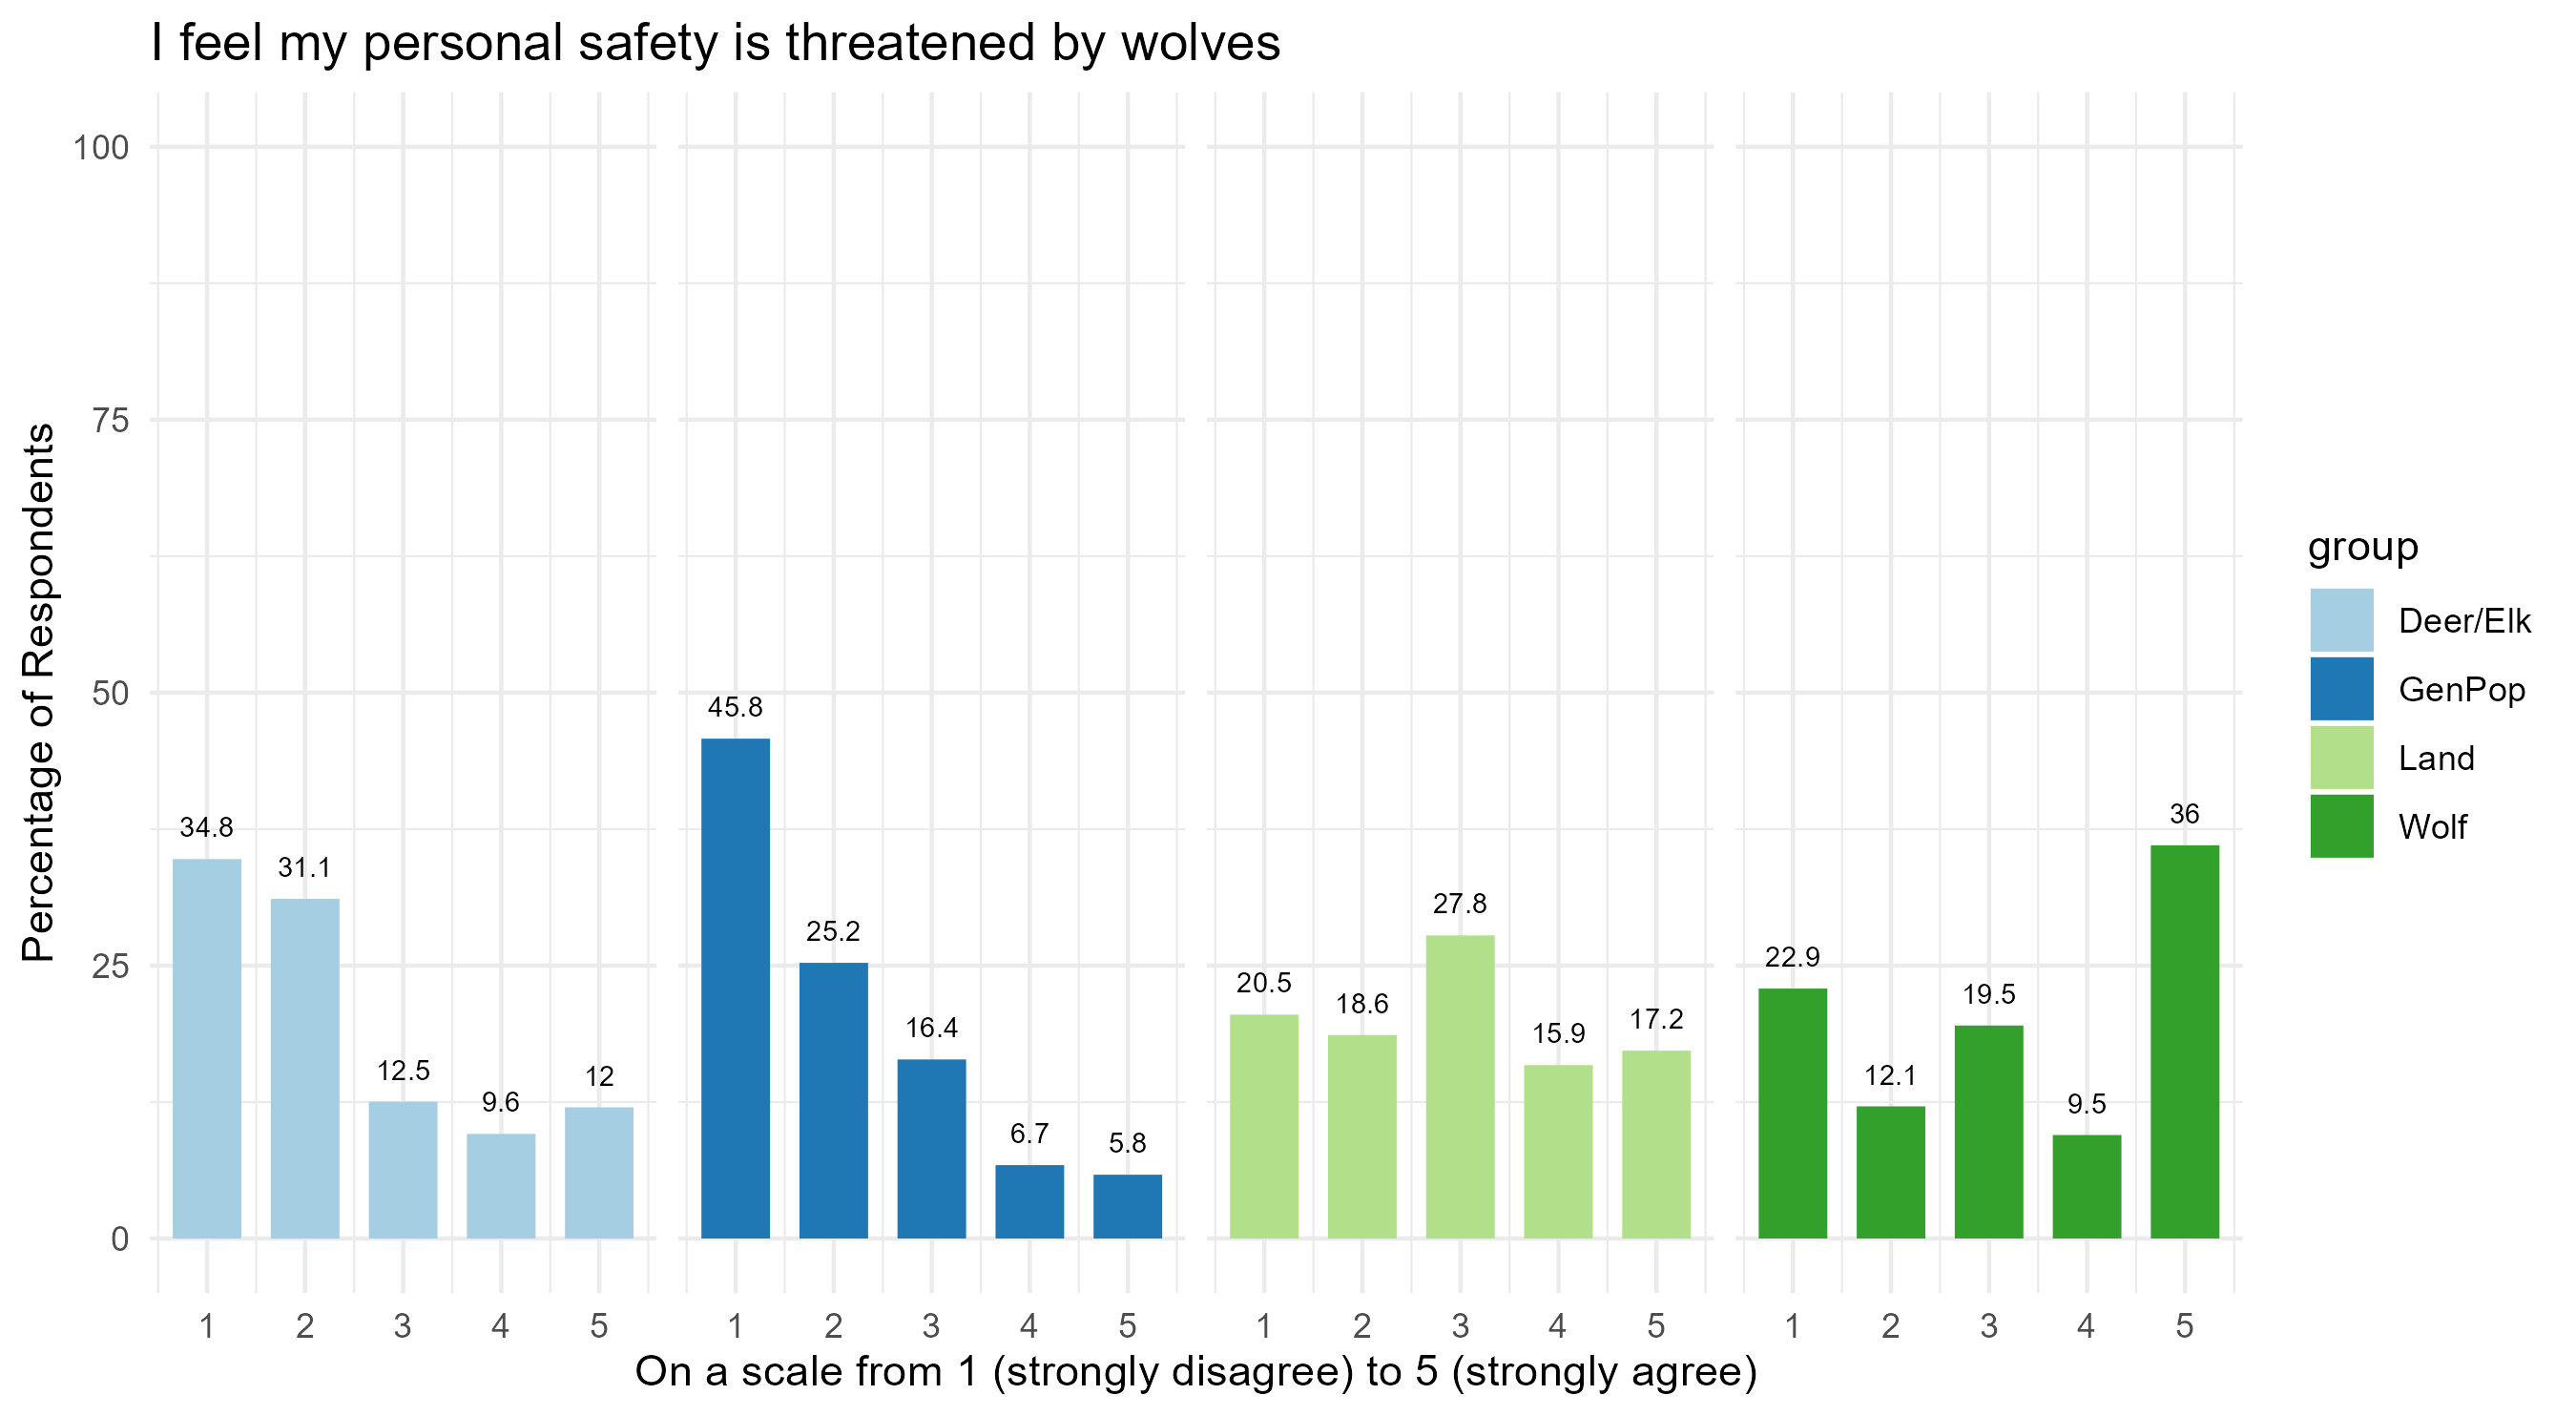 I feel my personal safety is threatened by wolves
Percentage of Respondents
100
75
50
25
0
34.8
31.1
12.5
9.6
12
45.8
25.2
16.4
6.7
5.8
20.5
18.6
27.8
15.9
17.2
22.9
12.1
19.5
9.5
36
1 2 3 4 5 1 2 3 4 5 1 2 3 4 5 1 2 3 4 5
On a scale from 1 (strongly disagree) to 5 (strongly agree)
group
Deer/Elk
GenPop
Land
Wolf